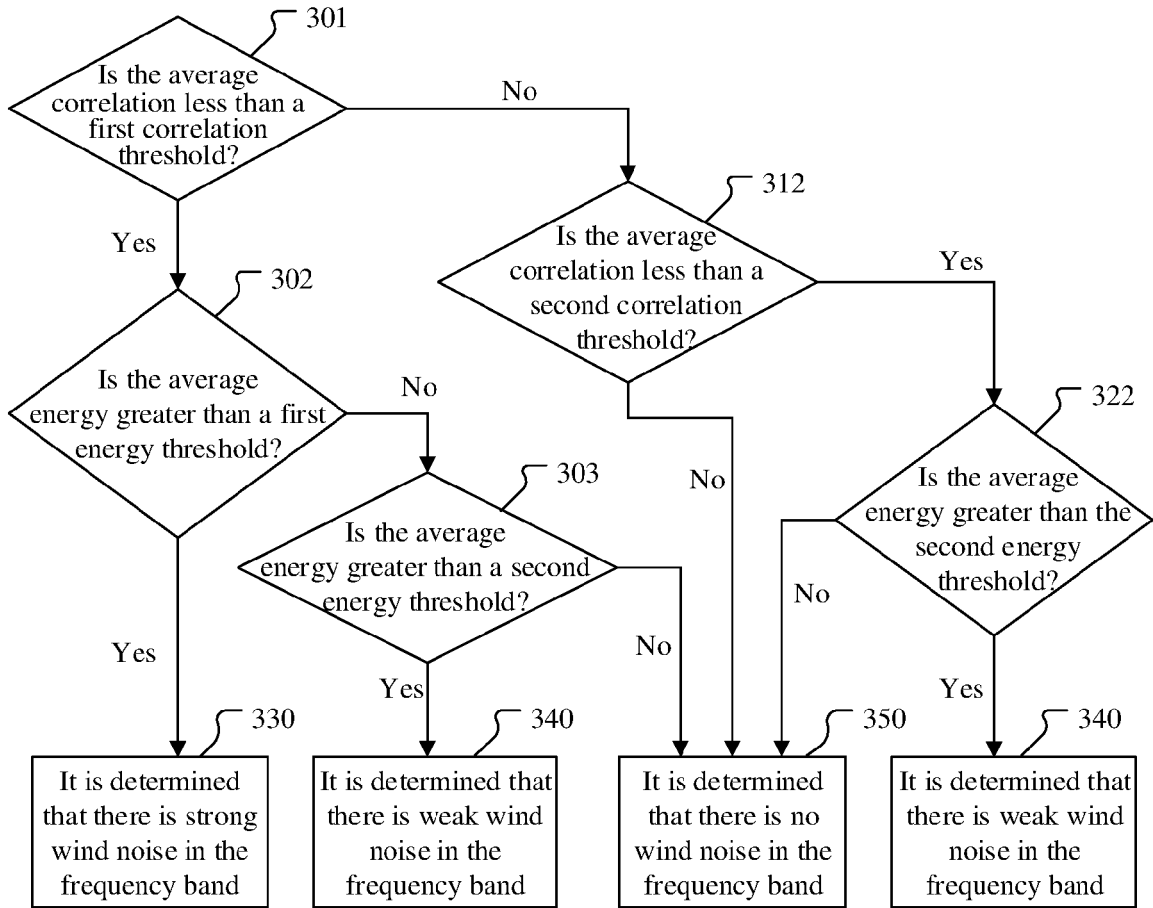 301
Is the average
correlation less than a
first correlation
threshold?
No
Yes
312
Is the average
correlation less than a
second correlation
threshold?
Yes
No
302
Is the average
energy greater than a first
energy threshold?
No
Yes
303
Is the average
energy greater than a second
energy threshold?
No
Yes
322
Is the average
energy greater than the
second energy
threshold?
No
Yes
330
It is determined
that there is strong
wind noise in the
frequency band
340
It is determined that
there is weak wind
noise in the
frequency band
350
It is determined
that there is no
wind noise in the
frequency band
340
It is determined that
there is weak wind
noise in the
frequency band